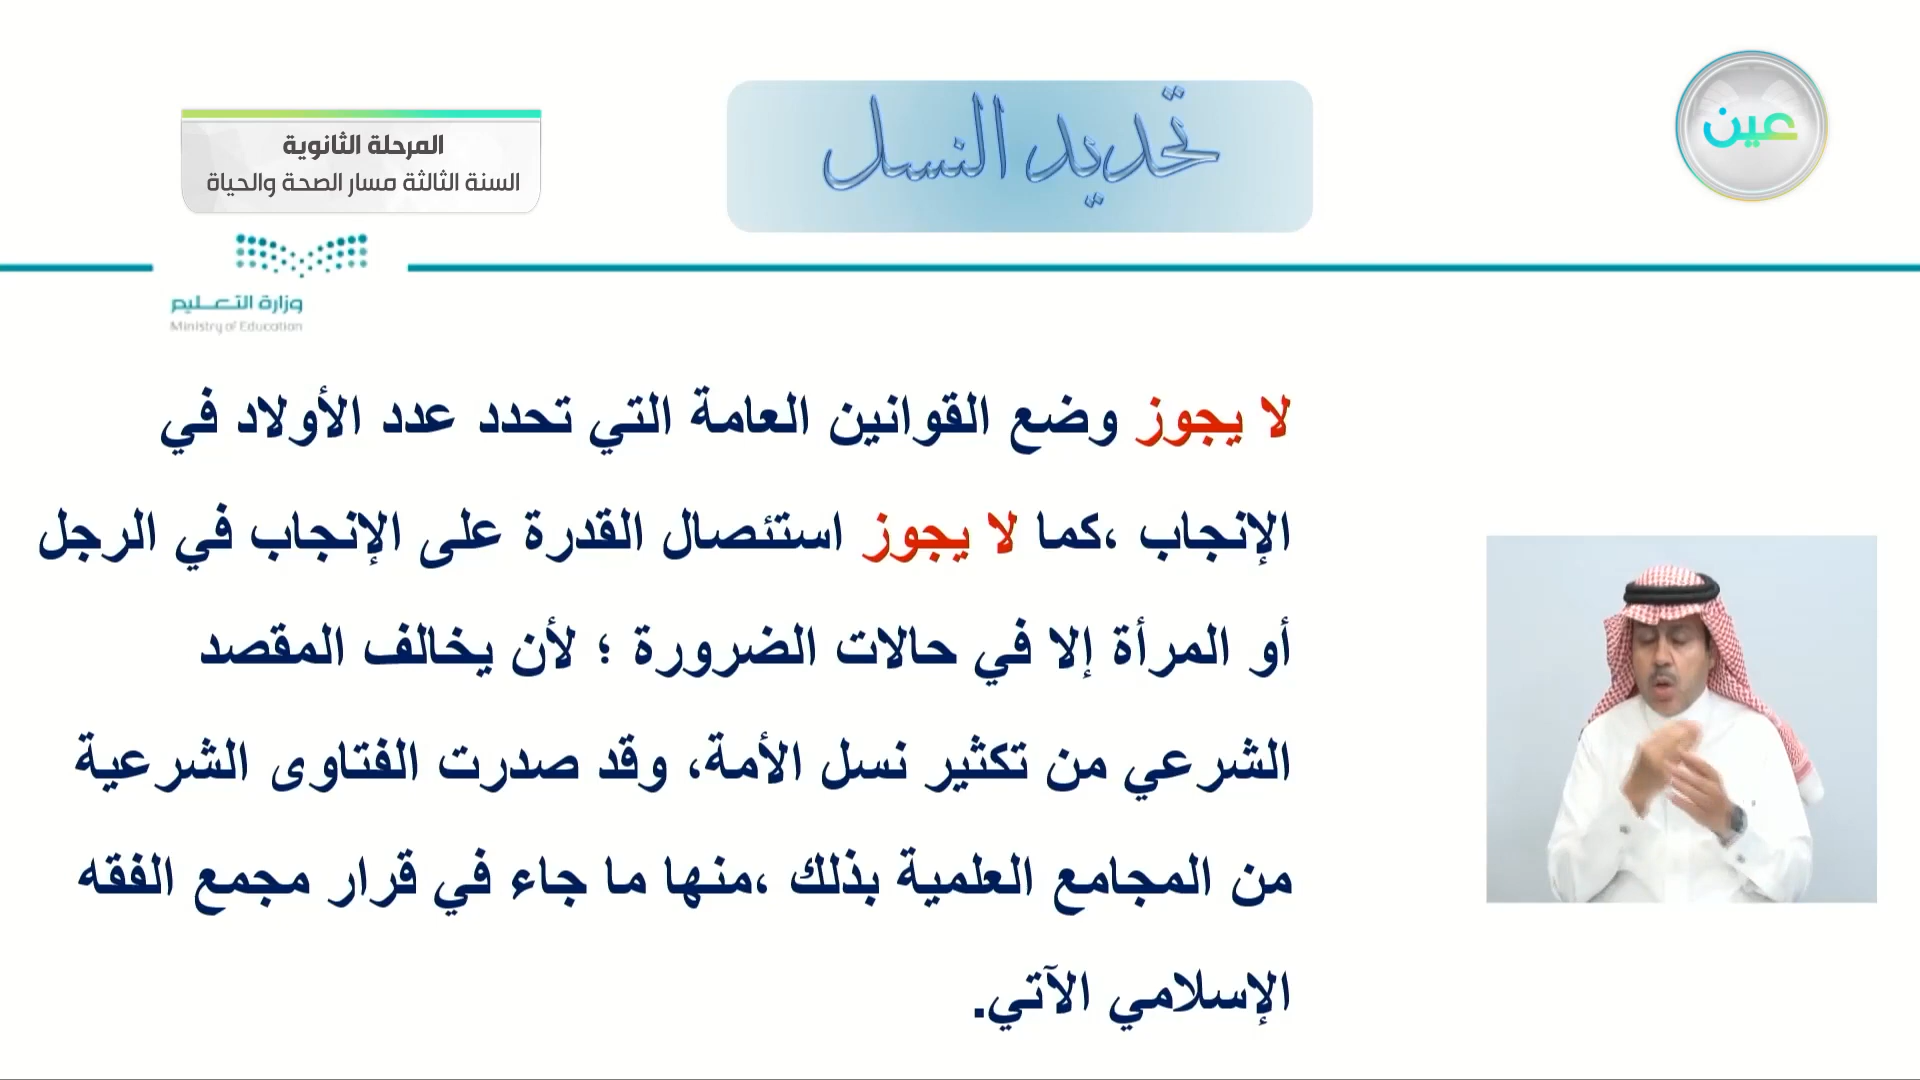 عين
تحديد النسل
المرحلة الثانوية
السنة الثالثة مسار الصحة والحياة
وزارة التعليم
Ministry of Education
لا يجوز وضع القوانين العامة التي تحدد عدد الأولاد في
الإنجاب ،كما لا يجوز استئصال القدرة على الإنجاب في الرجل
أو المرأة إلا في حالات الضرورة ؛ لأن يخالف المقصد
الشرعي من تكثير نسل الأمة، وقد صدرت الفتاوى الشرعية
من المجامع العلمية بذلك ،منها ما جاء في قرار مجمع الفقه
الإسلامي الآتي.